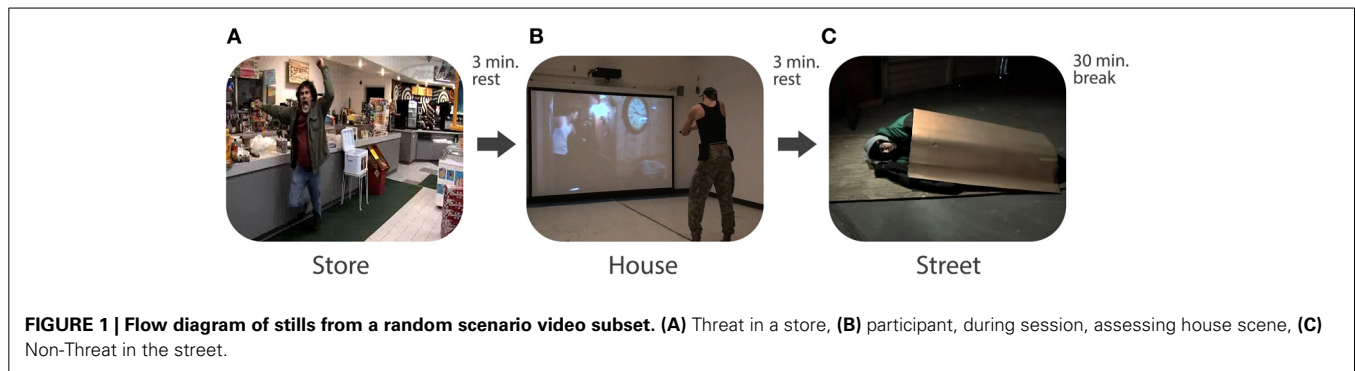 A
3 min.
rest
B
3 min.
rest
C
30 min.
break
Store
House
Street
FIGURE 1 | Flow diagram of stills from a random scenario video subset. (A) Threat in a store, (B) participant, during session, assessing house scene, (C)
Non-Threat in the street.